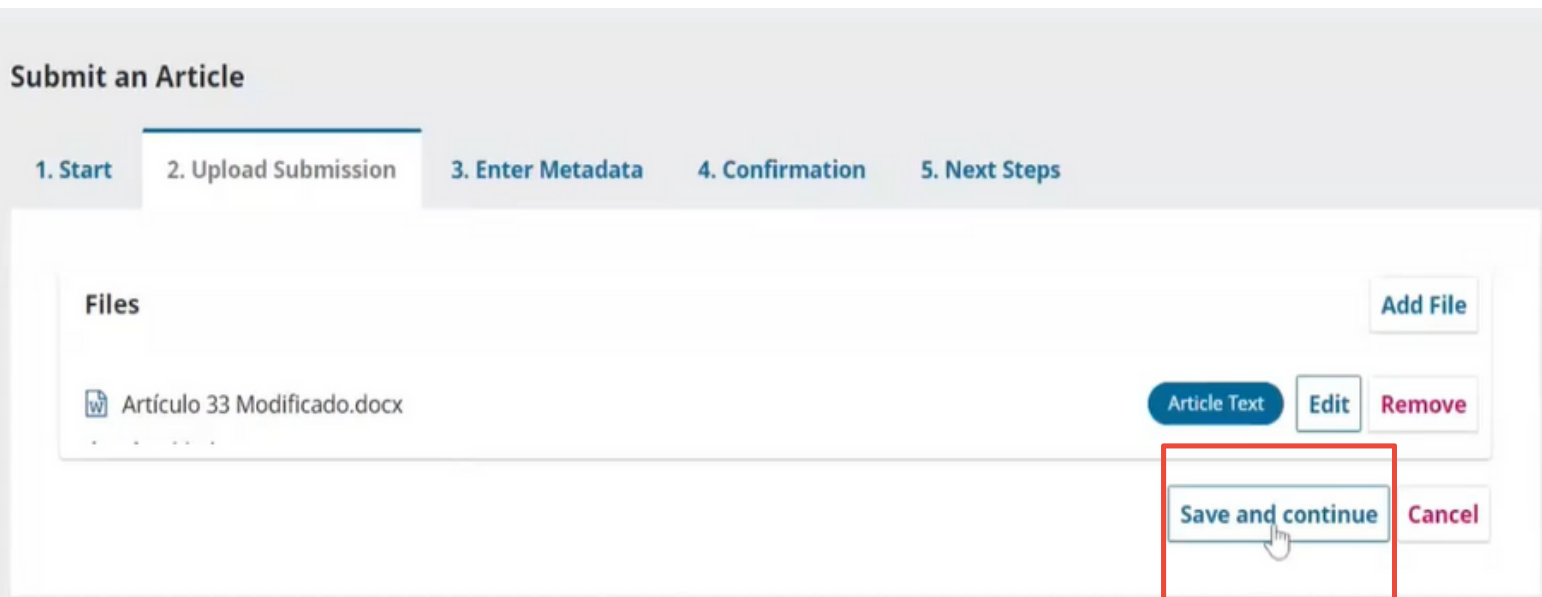 Submit an Article
1. Start 2. Upload Submission 3. Enter Metadata 4. Confirmation 5. Next Steps
Files Add File
Artículo 33 Modificado.docx Article Text Edit Remove
Save and continue Cancel